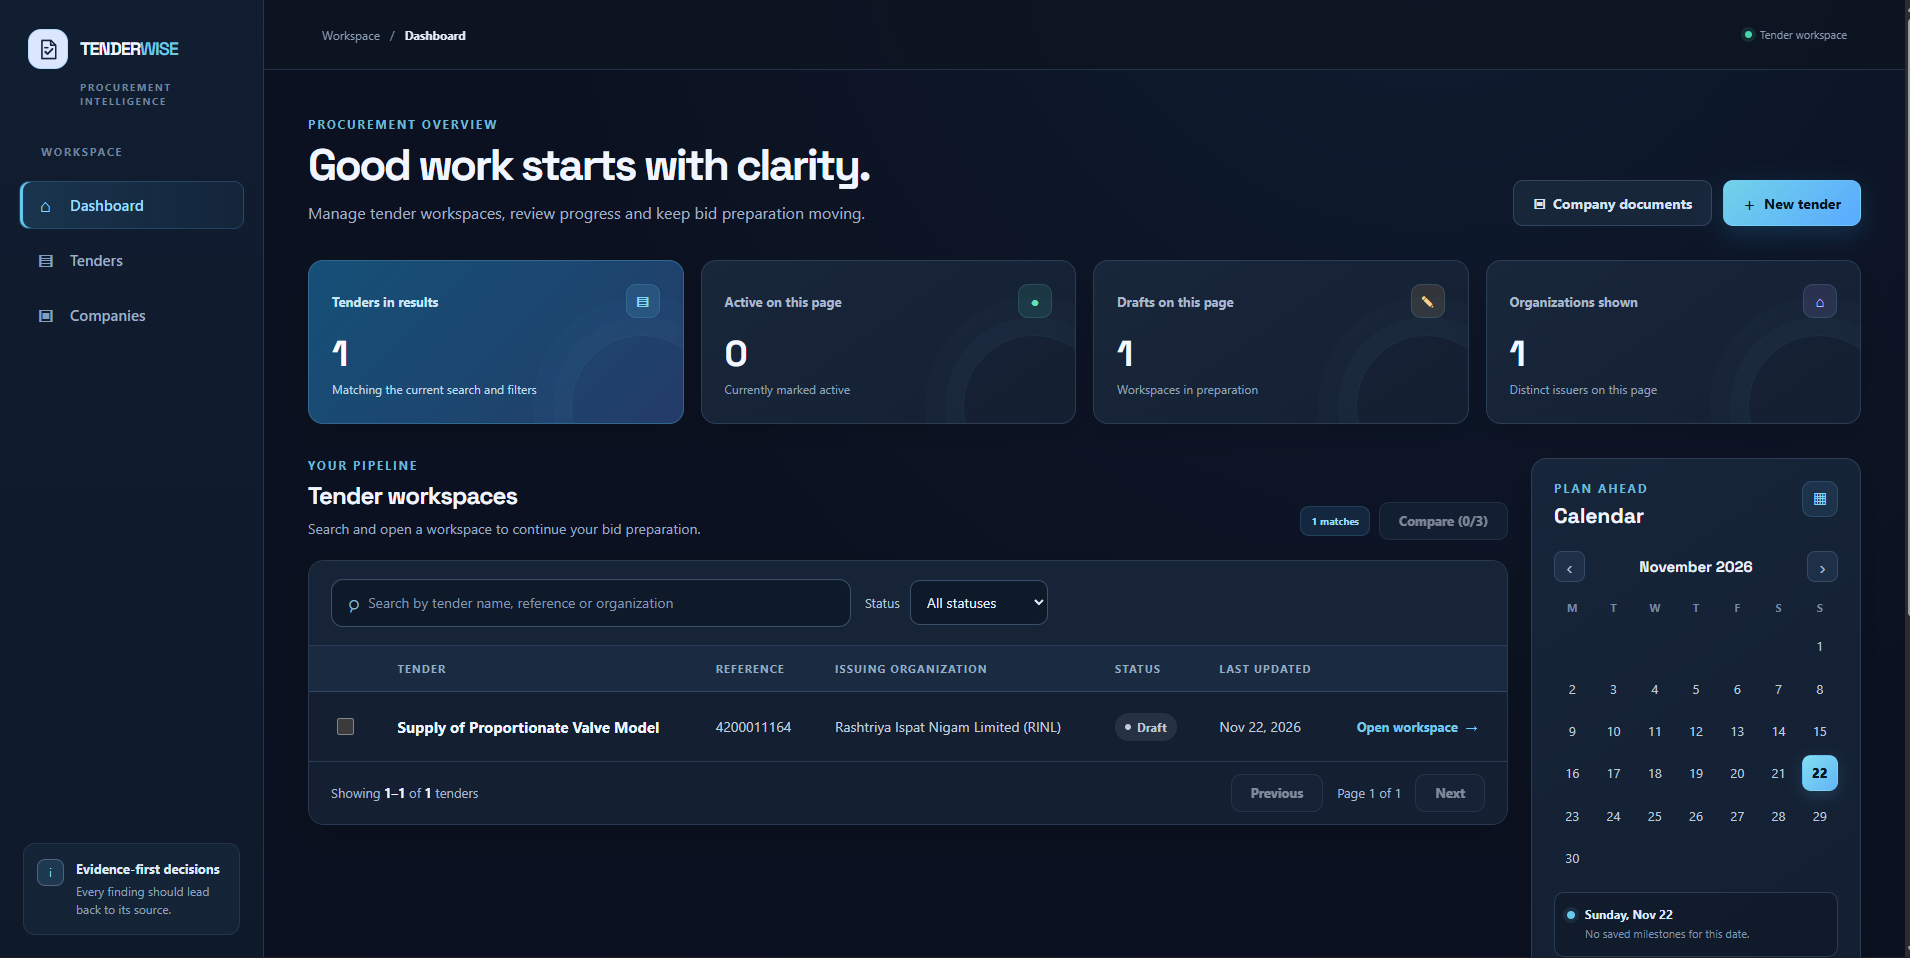 TENDERWISE
PROCUREMENT
INTELLIGENCE
WORKSPACE
Dashboard
Tenders
Companies
i
Evidence-first decisions
Every finding should lead
back to its source.
Workspace / Dashboard
Tender workspace
PROCUREMENT OVERVIEW
Good work starts with clarity.
Manage tender workspaces, review progress and keep bid preparation moving.
Company documents
+ New tender
Tenders in results
1
Matching the current search and filters
Active on this page
0
Currently marked active
Drafts on this page
1
Workspaces in preparation
Organizations shown
1
Distinct issuers on this page
YOUR PIPELINE
Tender workspaces
Search and open a workspace to continue your bid preparation.
1 matches
Compare (0/3)
Search by tender name, reference or organization
Status
All statuses
TENDER REFERENCE ISSUING ORGANIZATION STATUS LAST UPDATED
Supply of Proportionate Valve Model 4200011164 Rashtriya Ispat Nigam Limited (RINL) Draft Nov 22, 2026 Open workspace →
Showing 1–1 of 1 tenders
Previous
Page 1 of 1
Next
PLAN AHEAD
Calendar
‹ November 2026 ›
M T W T F S S
1
2 3 4 5 6 7 8
9 10 11 12 13 14 15
16 17 18 19 20 21 22
23 24 25 26 27 28 29
30
Sunday, Nov 22
No saved milestones for this date.